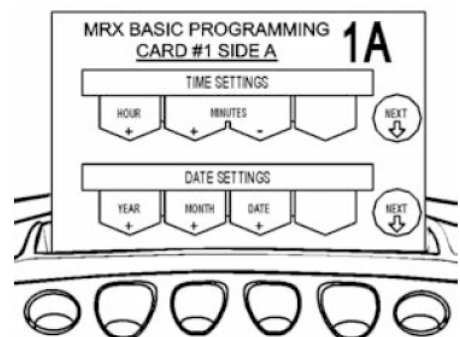 MRX BASIC PROGRAMMING 1A
CARD #1 SIDE A
TIME SETTINGS
HOUR MINUTES NEXT
+ + -
DATE SETTINGS
YEAR MONTH DATE NEXT
+ + +